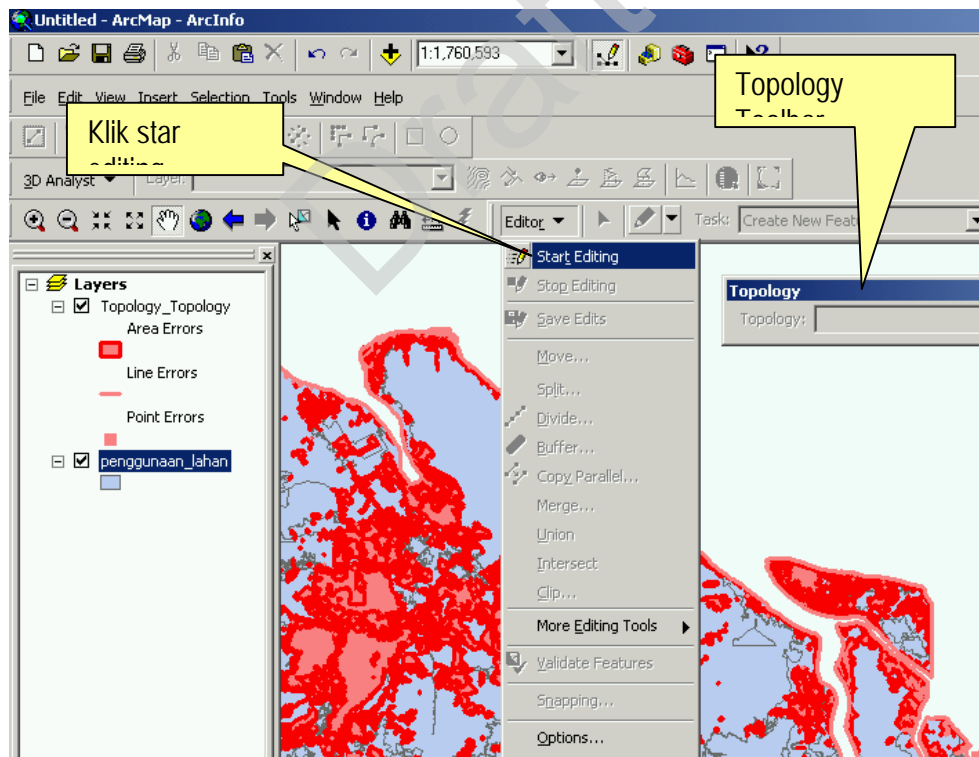 Untitled - ArcMap - ArcInfo
1:1,760,593
File Edit View Insert Selection Tools Window Help
Topology
Toolbar
Klik star
editing
3D Analyst
Layer:
Editor
Task: Create New Feat
Start Editing
Stop Editing
Save Edits
Move...
Split...
Divide...
Buffer...
Copy Parallel...
Merge...
Union
Intersect
Clip...
More Editing Tools
Validate Features
Snapping...
Options...
Layers
Topology_Topology
Area Errors
Line Errors
Point Errors
penggunaan_lahan
Topology
Topology:
Draft